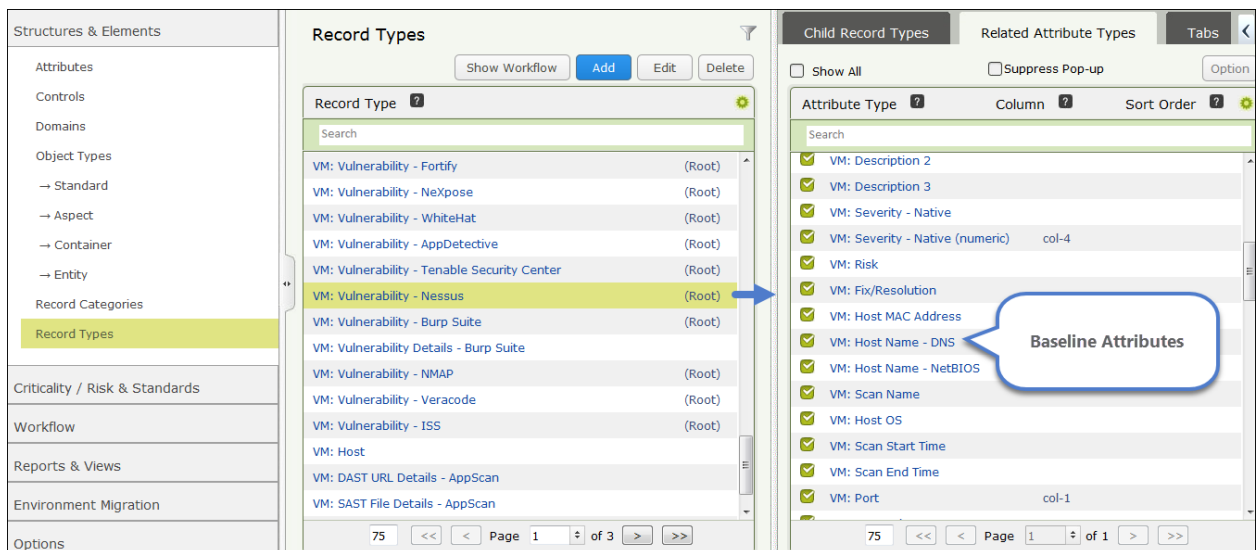 Structures & Elements
Attributes
Controls
Domains
Object Types
→ Standard
→ Aspect
→ Container
→ Entity
Record Categories
Record Types
Criticality / Risk & Standards
Workflow
Reports & Views
Environment Migration
Options
Record Types
Show Workflow Add Edit Delete
Record Type ?
Search
VM: Vulnerability - Fortify (Root)
VM: Vulnerability - NeXpose (Root)
VM: Vulnerability - WhiteHat (Root)
VM: Vulnerability - AppDetective (Root)
VM: Vulnerability - Tenable Security Center (Root)
VM: Vulnerability - Nessus (Root)
VM: Vulnerability - Burp Suite (Root)
VM: Vulnerability Details - Burp Suite
VM: Vulnerability - NMAP (Root)
VM: Vulnerability - Veracode (Root)
VM: Vulnerability - ISS (Root)
VM: Host
VM: DAST URL Details - AppScan
VM: SAST File Details - AppScan
75 << < Page 1 of 3 > >>
Child Record Types Related Attribute Types Tabs <
Show All Suppress Pop-up Option
Attribute Type ? Column ? Sort Order ?
Search
VM: Description 2
VM: Description 3
VM: Severity - Native
VM: Severity - Native (numeric) col-4
VM: Risk
VM: Fix/Resolution
VM: Host MAC Address
VM: Host Name - DNS
VM: Host Name - NetBIOS
VM: Scan Name
VM: Host OS
VM: Scan Start Time
VM: Scan End Time
VM: Port col-1
Baseline Attributes
75 << < Page 1 of 1 > >>